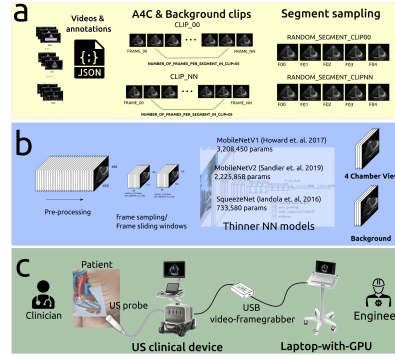 a
Videos &
annotations
{:}
JSON
A4C & Background clips
CLIP_00
FRAME_00
FRAME_NN
NUMBER_OF_FRAMES_PER_SEGMENT_IN_CLIP=05
CLIP_NN
FRAME_00
FRAME_NN
NUMBER_OF_FRAMES_PER_SEGMENT_IN_CLIP=05
Segment sampling
RANDOM_SEGMENT_CLIP00
F00 F01 F02 F03 F04
RANDOM_SEGMENT_CLIPNN
F00 F01 F02 F03 F04
b
Pre-processing
frame sampling/
Frame sliding windows
MobileNetV1 (Howard et. al. 2017)
3,208,450 params
MobileNetV2 (Sandler et al. 2019)
2,225,858 params
SqueezeNet (Iandola et al. 2016)
733,580 params
Thinner NN models
4 Chamber View
Background
c
Clinician
Patient
US probe
US clinical device
USB
video-framegrabber
Laptop-with-GPU
Engineer